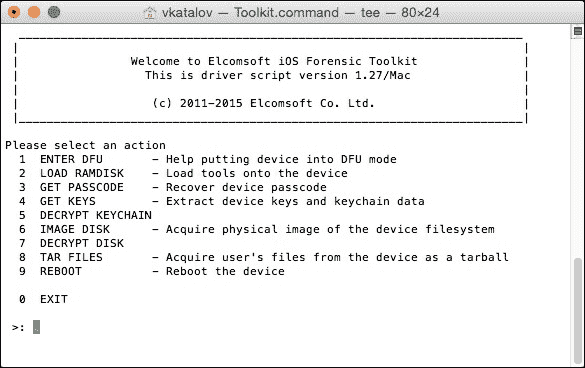 vkatalov — Toolkit.command — tee — 80×24
Welcome to Elcomsoft iOS Forensic Toolkit
This is driver script version 1.27/Mac
(c) 2011-2015 Elcomsoft Co. Ltd.
Please select an action
1 ENTER DFU - Help putting device into DFU mode
2 LOAD RAMDISK - Load tools onto the device
3 GET PASSCODE - Recover device passcode
4 GET KEYS - Extract device keys and keychain data
5 DECRYPT KEYCHAIN
6 IMAGE DISK - Acquire physical image of the device filesystem
7 DECRYPT DISK
8 TAR FILES - Acquire user's files from the device as a tarball
9 REBOOT - Reboot the device
0 EXIT
>: